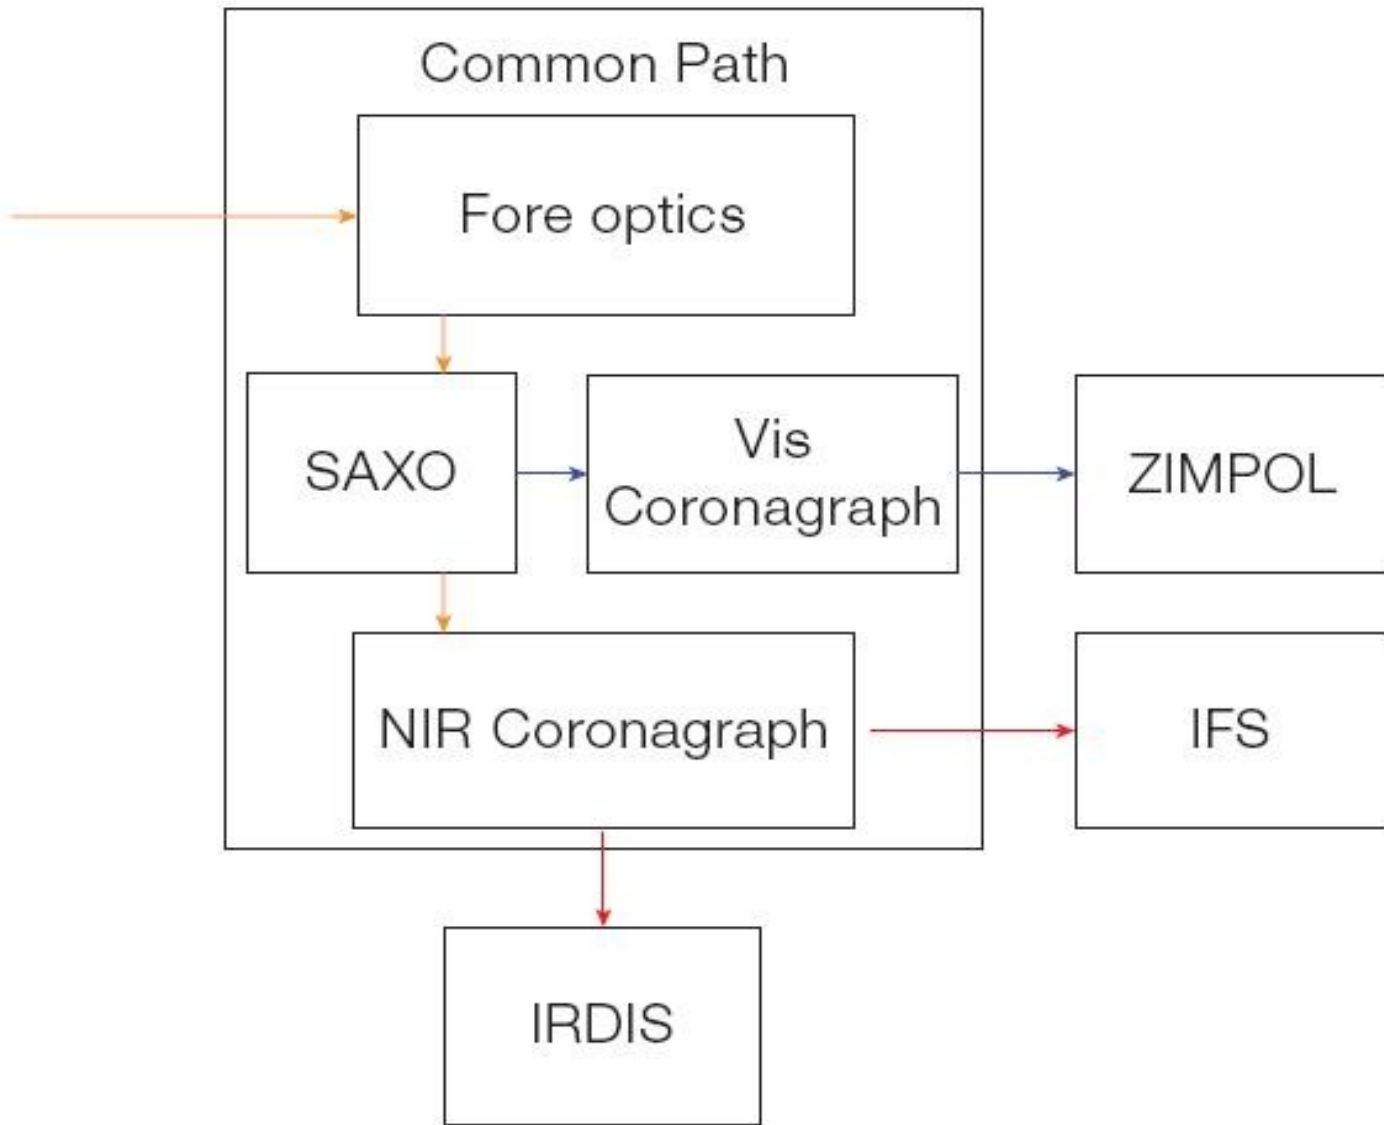 Common Path
Fore optics
SAXO
Vis
Coronagraph
ZIMPOL
NIR Coronagraph
IFS
IRDIS